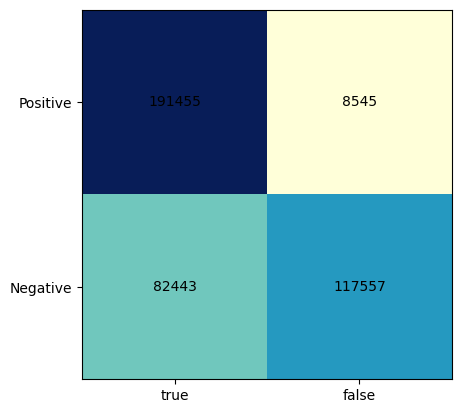 Positive 191455 8545
Negative 82443 117557
true false